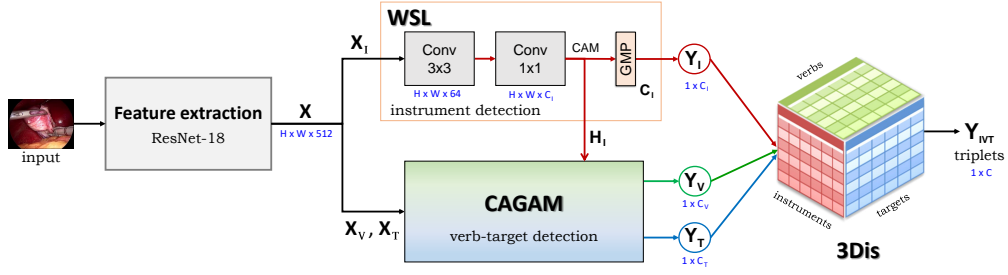 WSL
X_I
Conv
3x3
H x W x 64
Conv
1x1
H x W x C_I
CAM
GMP
C_I
instrument detection
Y_I
1 x C_I
input
Feature extraction
ResNet-18
X
H x W x 512
H_I
X_V , X_T
CAGAM
verb-target detection
Y_V
1 x C_V
Y_T
1 x C_T
verbs
instruments
targets
3Dis
Y_IVT
triplets
1 x C